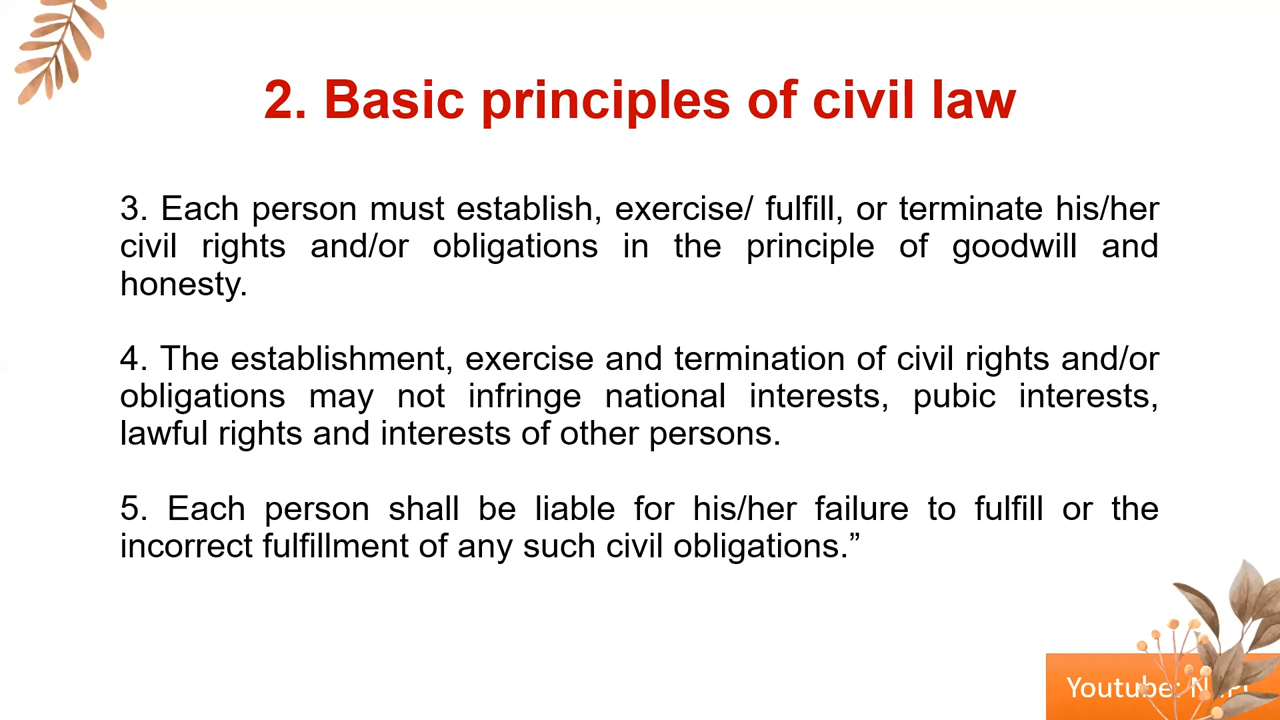 2. Basic principles of civil law
3. Each person must establish, exercise/ fulfill, or terminate his/her
civil rights and/or obligations in the principle of goodwill and
honesty.
4. The establishment, exercise and termination of civil rights and/or
obligations may not infringe national interests, pubic interests,
lawful rights and interests of other persons.
5. Each person shall be liable for his/her failure to fulfill or the
incorrect fulfillment of any such civil obligations.”
Youtube: